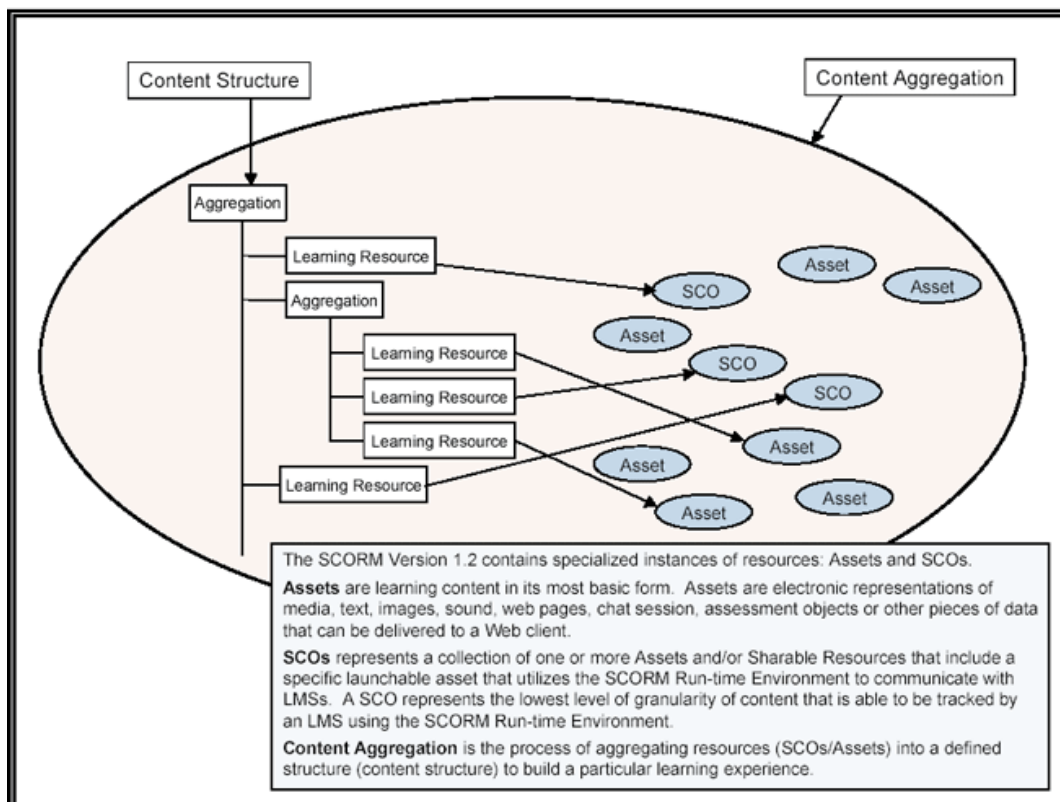 Content Structure
Content Aggregation
Aggregation
Learning Resource
Asset
Asset
SCO
Aggregation
Asset
Learning Resource
SCO
Learning Resource
SCO
Learning Resource
Asset
Asset
Learning Resource
Asset
Asset
The SCORM Version 1.2 contains specialized instances of resources: Assets and SCOs.
Assets are learning content in its most basic form. Assets are electronic representations of
media, text, images, sound, web pages, chat session, assessment objects or other pieces of data
that can be delivered to a Web client.
SCOs represents a collection of one or more Assets and/or Sharable Resources that include a
specific launchable asset that utilizes the SCORM Run-time Environment to communicate with
LMSs. A SCO represents the lowest level of granularity of content that is able to be tracked by
an LMS using the SCORM Run-time Environment.
Content Aggregation is the process of aggregating resources (SCOs/Assets) into a defined
structure (content structure) to build a particular learning experience.